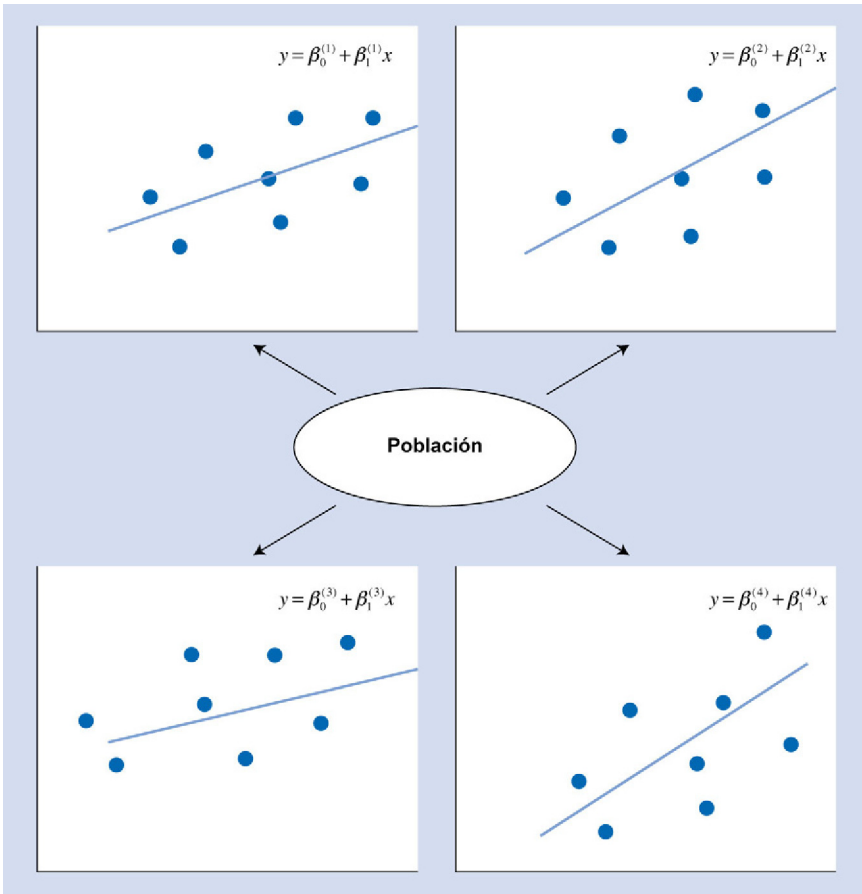 y = β₀⁽¹⁾ + β₁⁽¹⁾x
y = β₀⁽²⁾ + β₁⁽²⁾x
Población
y = β₀⁽³⁾ + β₁⁽³⁾x
y = β₀⁽⁴⁾ + β₁⁽⁴⁾x